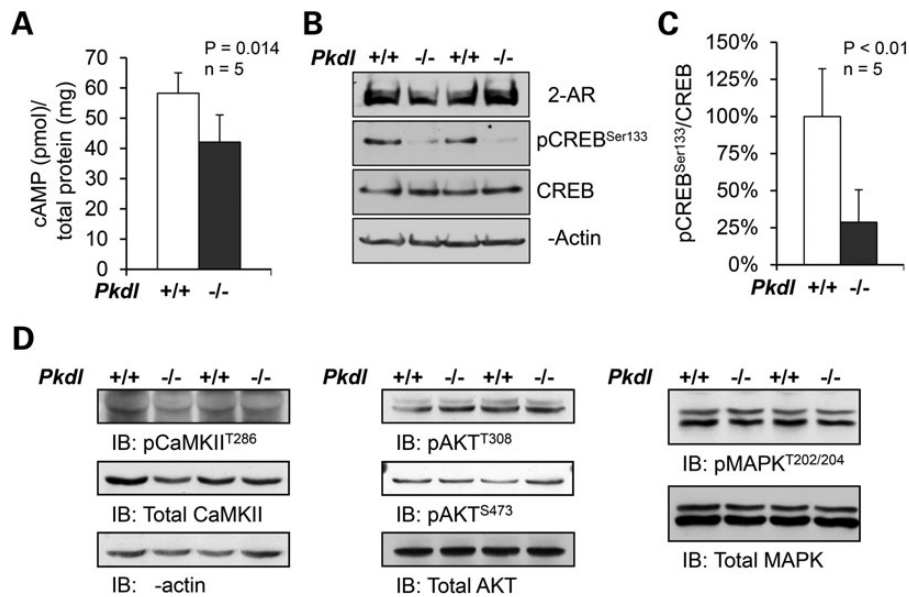 A
P = 0.014
n = 5
cAMP (pmol)/
total protein (mg)
70
60
50
40
30
20
10
0
Pkdl +/+ -/-
B
Pkdl +/+ -/- +/+ -/-
2-AR
pCREBSer133
CREB
-Actin
C
P < 0.01
n = 5
pCREBSer133/CREB
150%
125%
100%
75%
50%
25%
0%
Pkdl +/+ -/-
D
Pkdl +/+ -/- +/+ -/-
IB: pCaMKIIT286
IB: Total CaMKII
IB: -actin
Pkdl +/+ -/- +/+ -/-
IB: pAKTT308
IB: pAKTS473
IB: Total AKT
Pkdl +/+ -/- +/+ -/-
IB: pMAPKT202/204
IB: Total MAPK